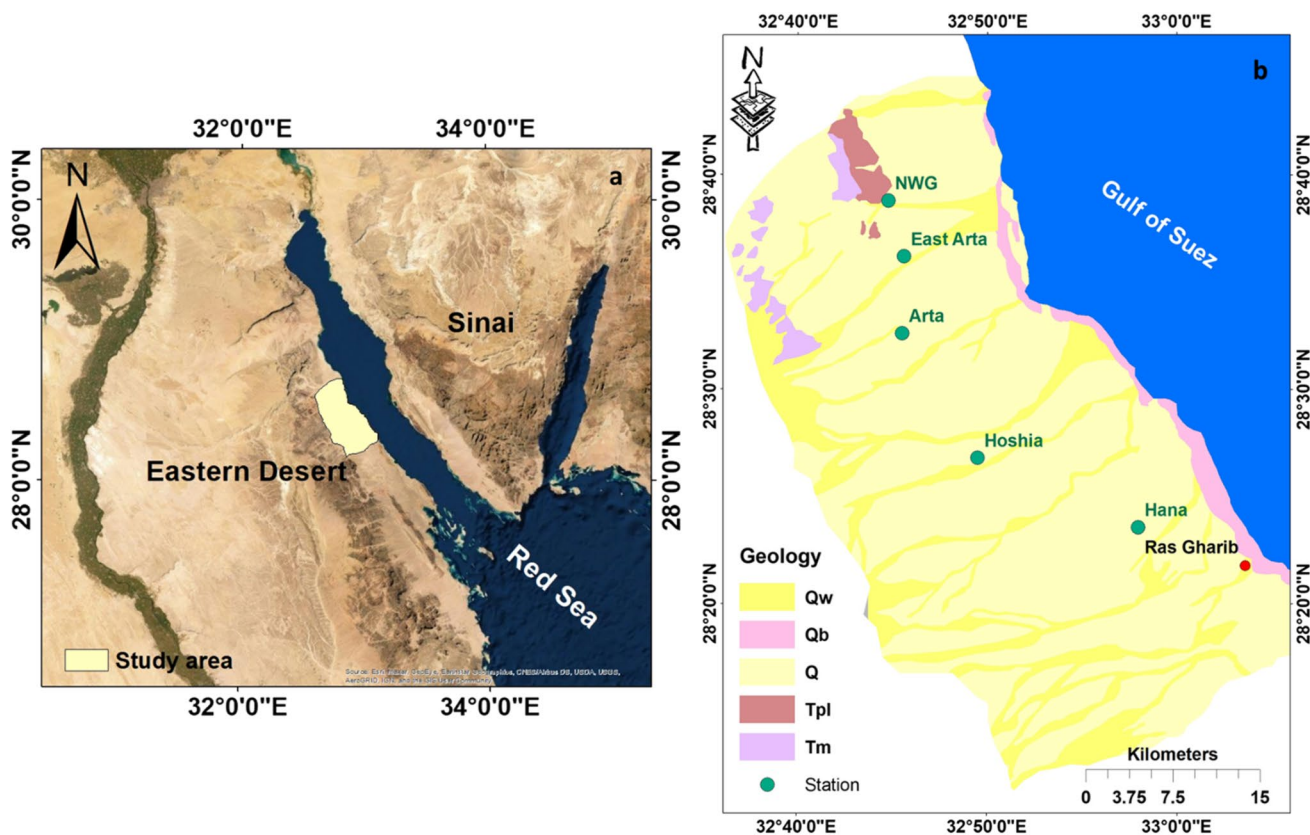 32°0'0"E
34°0'0"E
30°0'0"N
28°0'0"N
N
a
Sinai
Eastern Desert
Red Sea
Study area
30°0'0"N
28°0'0"N
32°0'0"E
34°0'0"E
32°40'0"E
32°50'0"E
33°0'0"E
N
b
28°40'0"N
28°30'0"N
28°20'0"N
NWG
East Arta
Arta
Hoshia
Hana
Ras Gharib
Gulf of Suez
28°40'0"N
28°30'0"N
28°20'0"N
Geology
Qw
Qb
Q
Tpl
Tm
Station
Kilometers
0 3.75 7.5 15
32°40'0"E
32°50'0"E
33°0'0"E